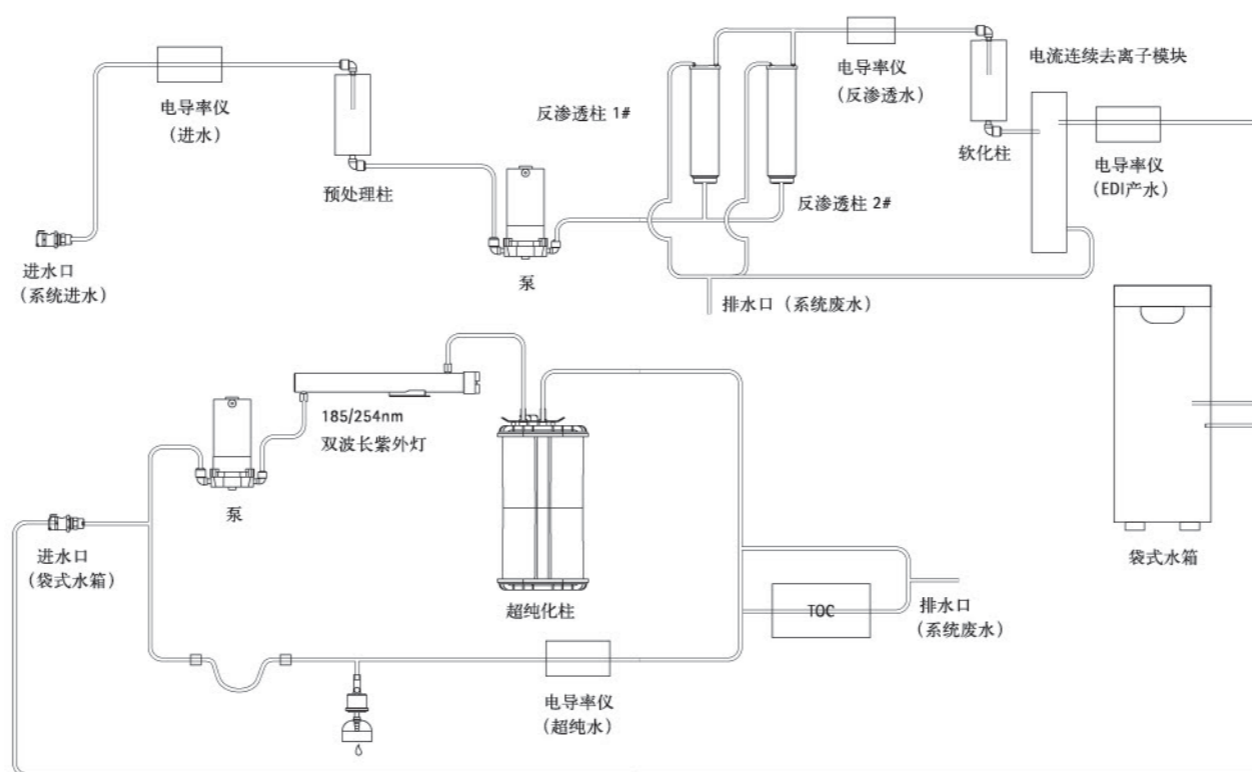 电导率仪
（进水）
预处理柱
进水口
（系统进水）
泵
反渗透柱 1#
反渗透柱 2#
电导率仪
（反渗透水）
软化柱
电流连续去离子模块
电导率仪
（EDI产水）
排水口（系统废水）
185/254nm
双波长紫外灯
泵
进水口
（袋式水箱）
超纯化柱
电导率仪
（超纯水）
TOC
排水口
（系统废水）
袋式水箱